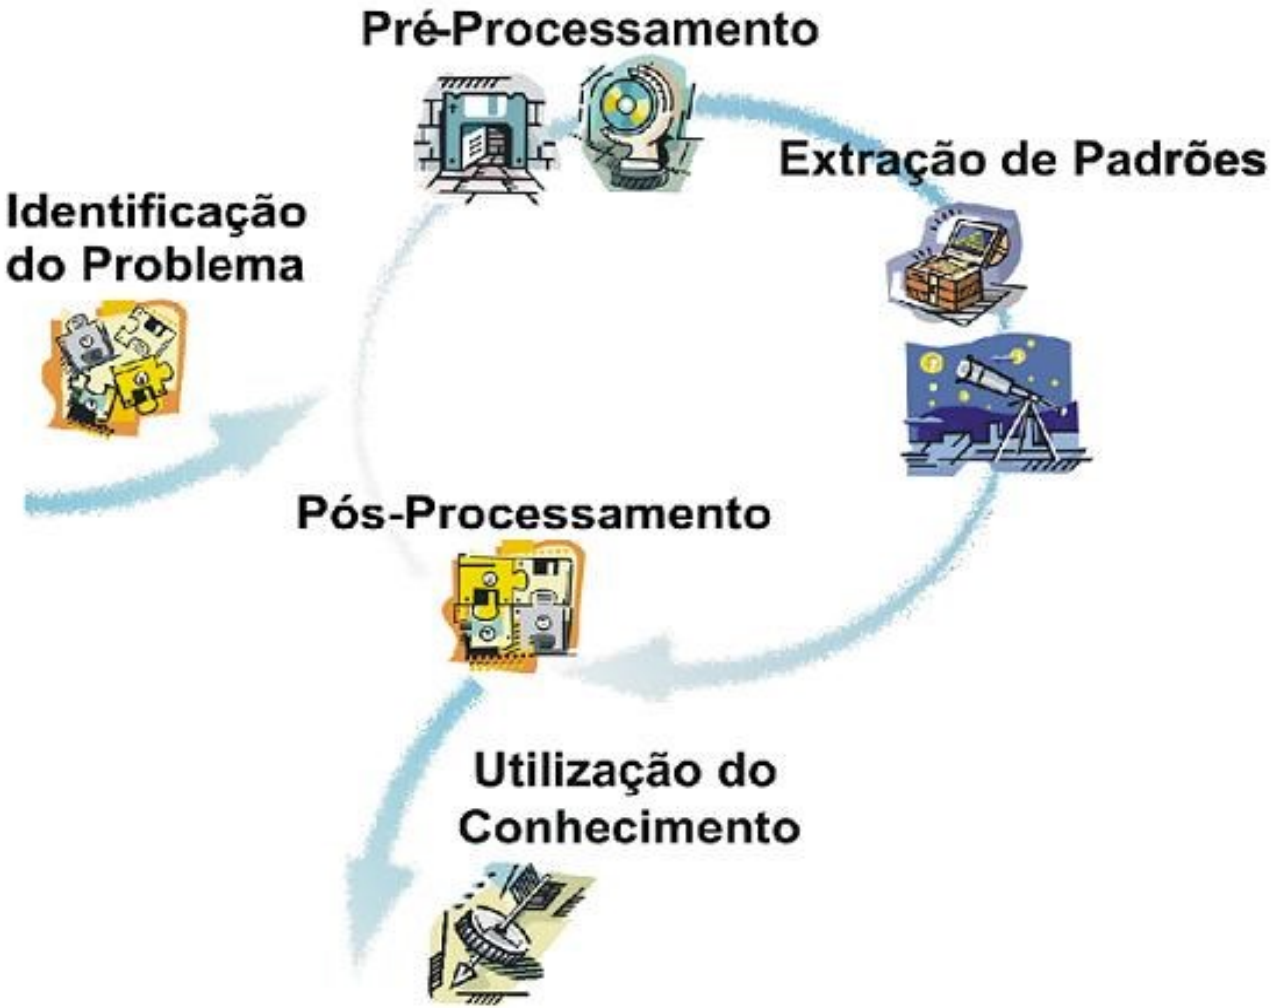 Pré-Processamento
Extração de Padrões
Identificação
do Problema
Pós-Processamento
Utilização do
Conhecimento